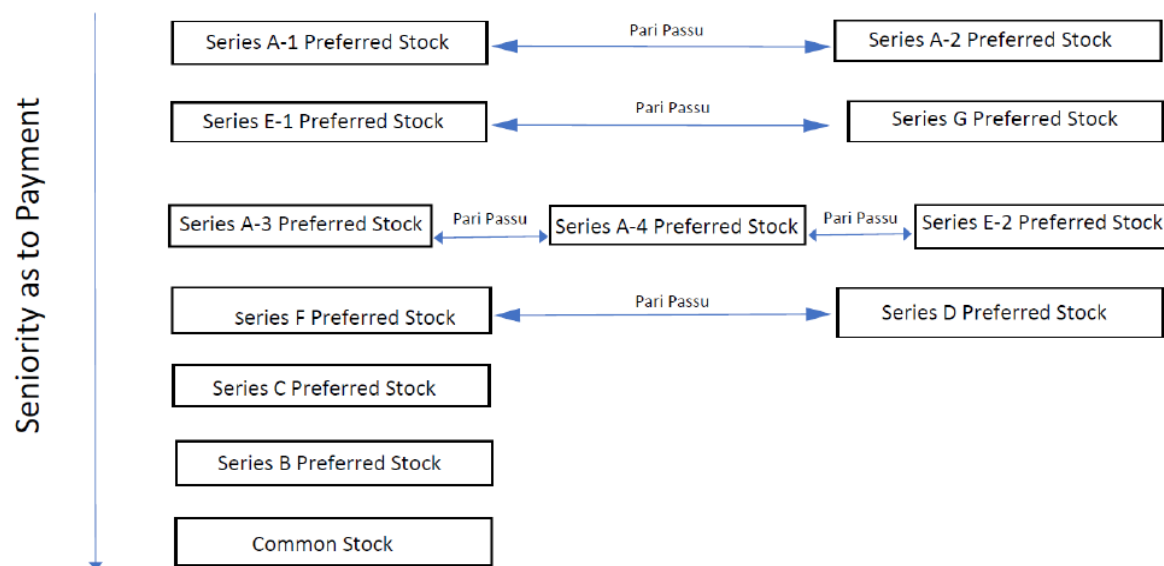 Seniority as to Payment
Series A-1 Preferred Stock
Pari Passu
Series A-2 Preferred Stock
Series E-1 Preferred Stock
Pari Passu
Series G Preferred Stock
Series A-3 Preferred Stock
Pari Passu
Series A-4 Preferred Stock
Pari Passu
Series E-2 Preferred Stock
Series F Preferred Stock
Pari Passu
Series D Preferred Stock
Series C Preferred Stock
Series B Preferred Stock
Common Stock